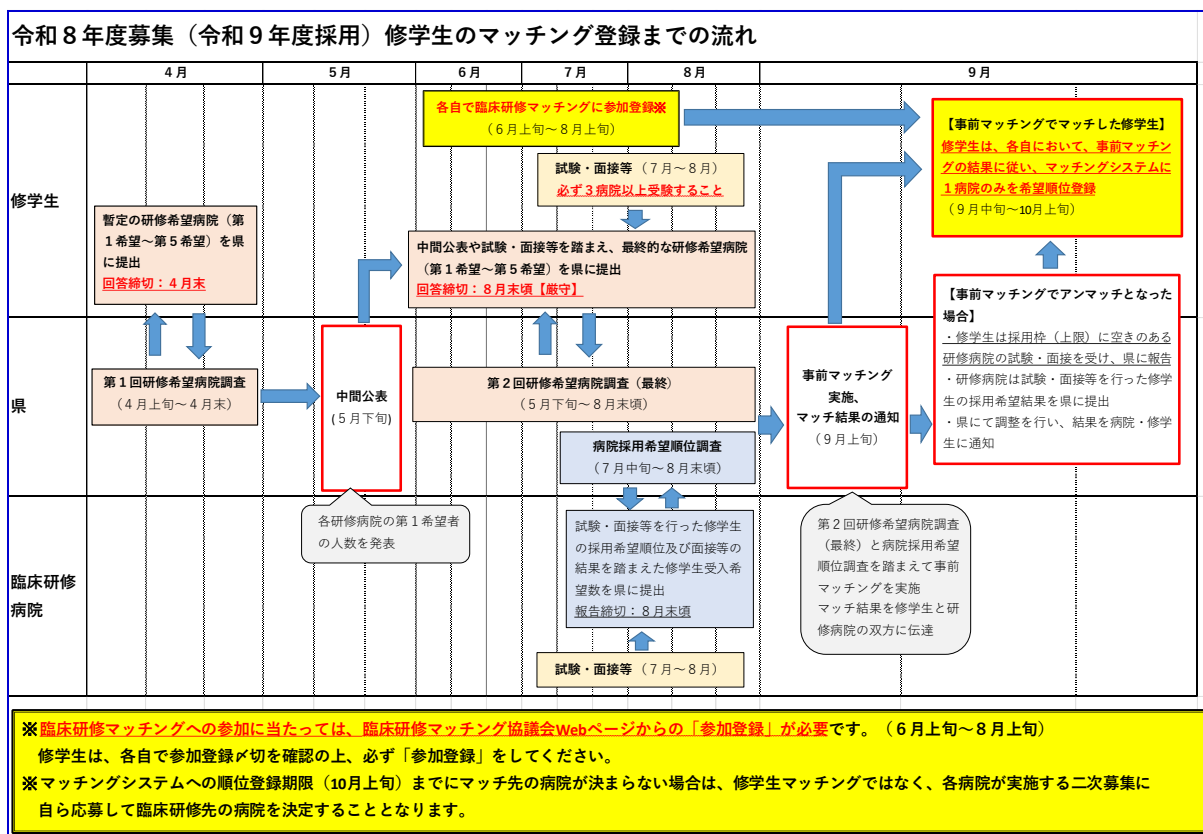 令和８年度募集（令和９年度採用）修学生のマッチング登録までの流れ
４月
５月
６月
７月
８月
９月
修学生
各自で臨床研修マッチングに参加登録※
（６月上旬～８月上旬）
試験・面接等（７月～８月）
必ず３病院以上受験すること
暫定の研修希望病院（第
１希望～第５希望）を県
に提出
回答締切：４月末
中間公表や試験・面接等を踏まえ、最終的な研修希望病院
（第１希望～第５希望）を県に提出
回答締切：８月末頃【厳守】
【事前マッチングでマッチした修学生】
修学生は、各自において、事前マッチン
グの結果に従い、マッチングシステムに
１病院のみを希望順位登録
（９月中旬～10月上旬）
【事前マッチングでアンマッチとなった
場合】
・修学生は採用枠（上限）に空きのある
研修病院の試験・面接を受け、県に報告
・研修病院は試験・面接等を行った修学
生の採用希望結果を県に提出
・県にて調整を行い、結果を病院・修学
生に通知
県
第１回研修希望病院調査
（４月上旬～４月末）
中間公表
(５月下旬)
第２回研修希望病院調査（最終）
（５月下旬～８月末頃）
病院採用希望順位調査
（７月中旬～８月末頃）
事前マッチング
実施、
マッチ結果の通知
（９月上旬）
臨床研修
病院
各研修病院の第１希望者
の人数を発表
試験・面接等を行った修学生
の採用希望順位及び面接等の
結果を踏まえた修学生受入希
望数を県に提出
報告締切：８月末頃
試験・面接等（７月～８月）
第２回研修希望病院調査
（最終）と病院採用希望
順位調査を踏まえて事前
マッチングを実施
マッチ結果を修学生と研
修病院の双方に伝達
※臨床研修マッチングへの参加に当たっては、臨床研修マッチング協議会Webページからの「参加登録」が必要です。（６月上旬～８月上旬）
修学生は、各自で参加登録〆切を確認の上、必ず「参加登録」をしてください。
※マッチングシステムへの順位登録期限（10月上旬）までにマッチ先の病院が決まらない場合は、修学生マッチングではなく、各病院が実施する二次募集に
自ら応募して臨床研修先の病院を決定することとなります。